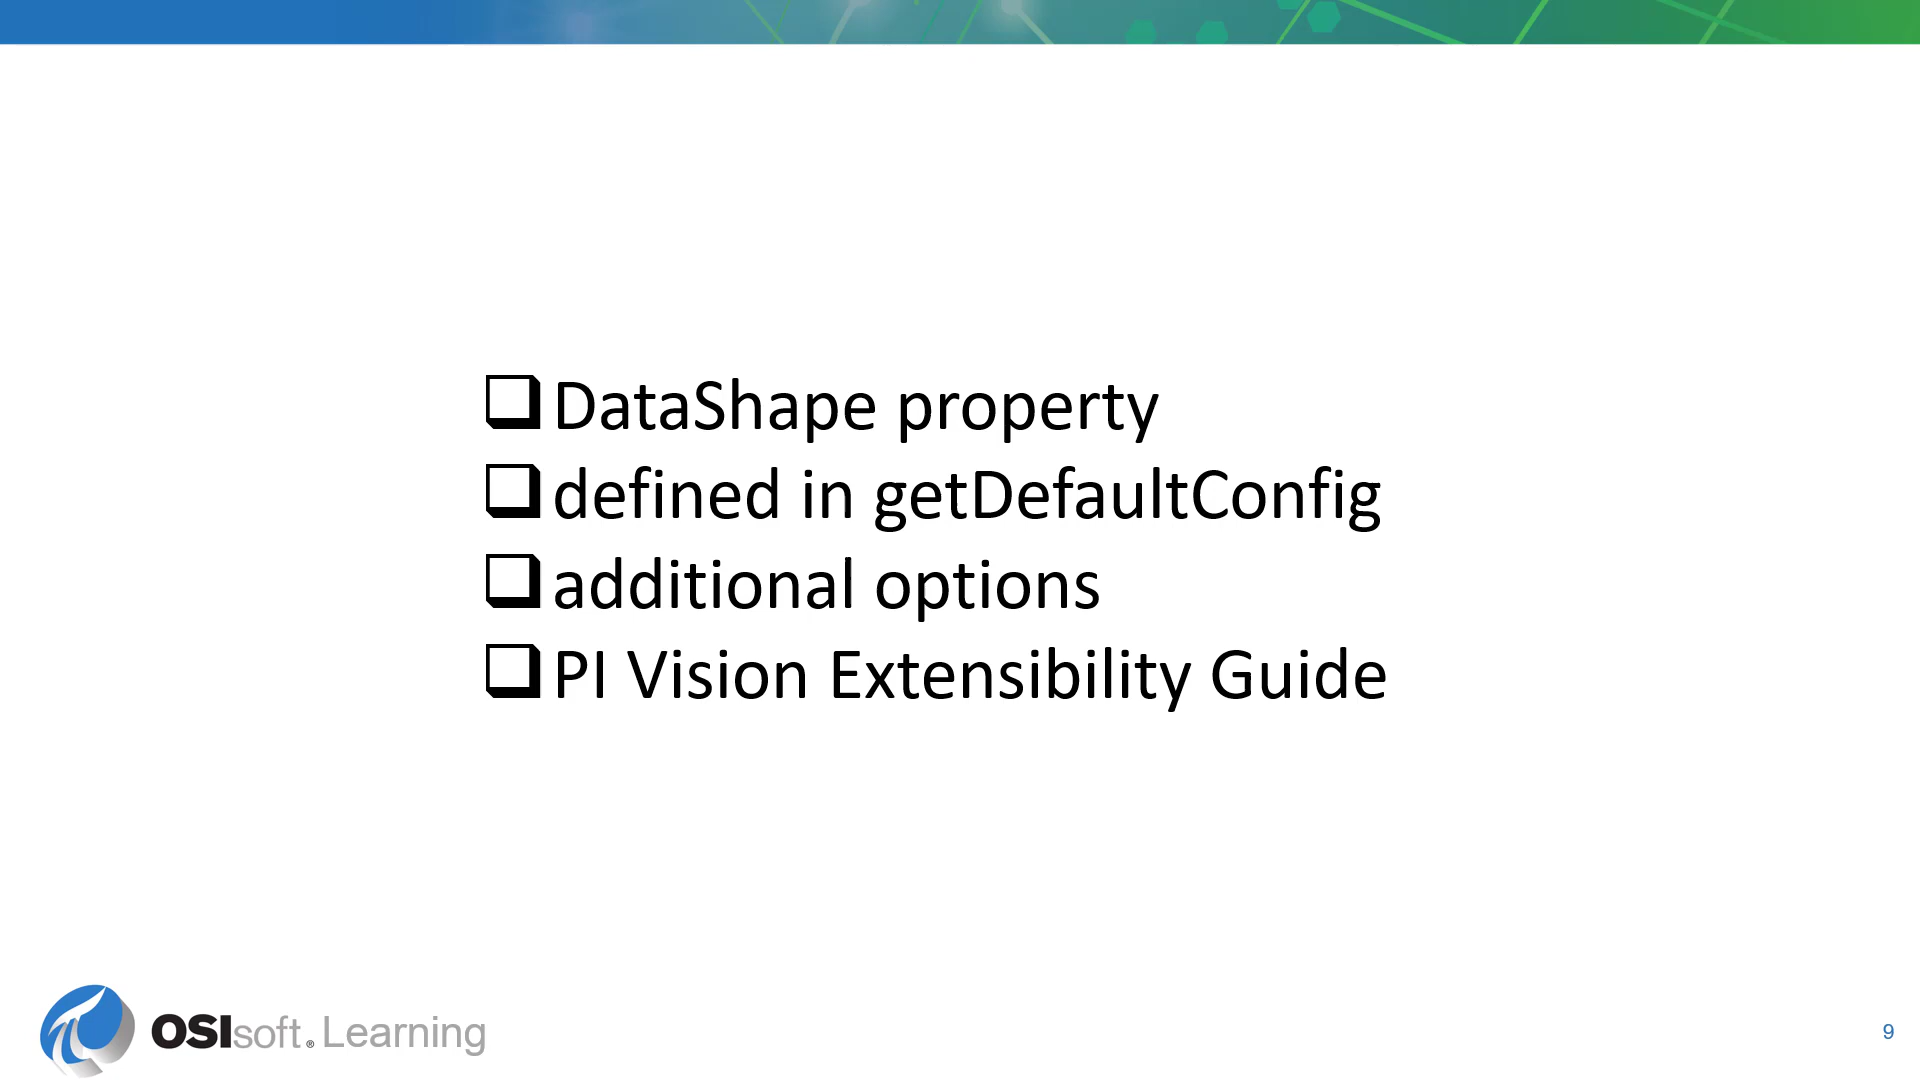 ❑ DataShape property
❑ defined in getDefaultConfig
❑ additional options
❑ PI Vision Extensibility Guide
OSIsoft® Learning
9